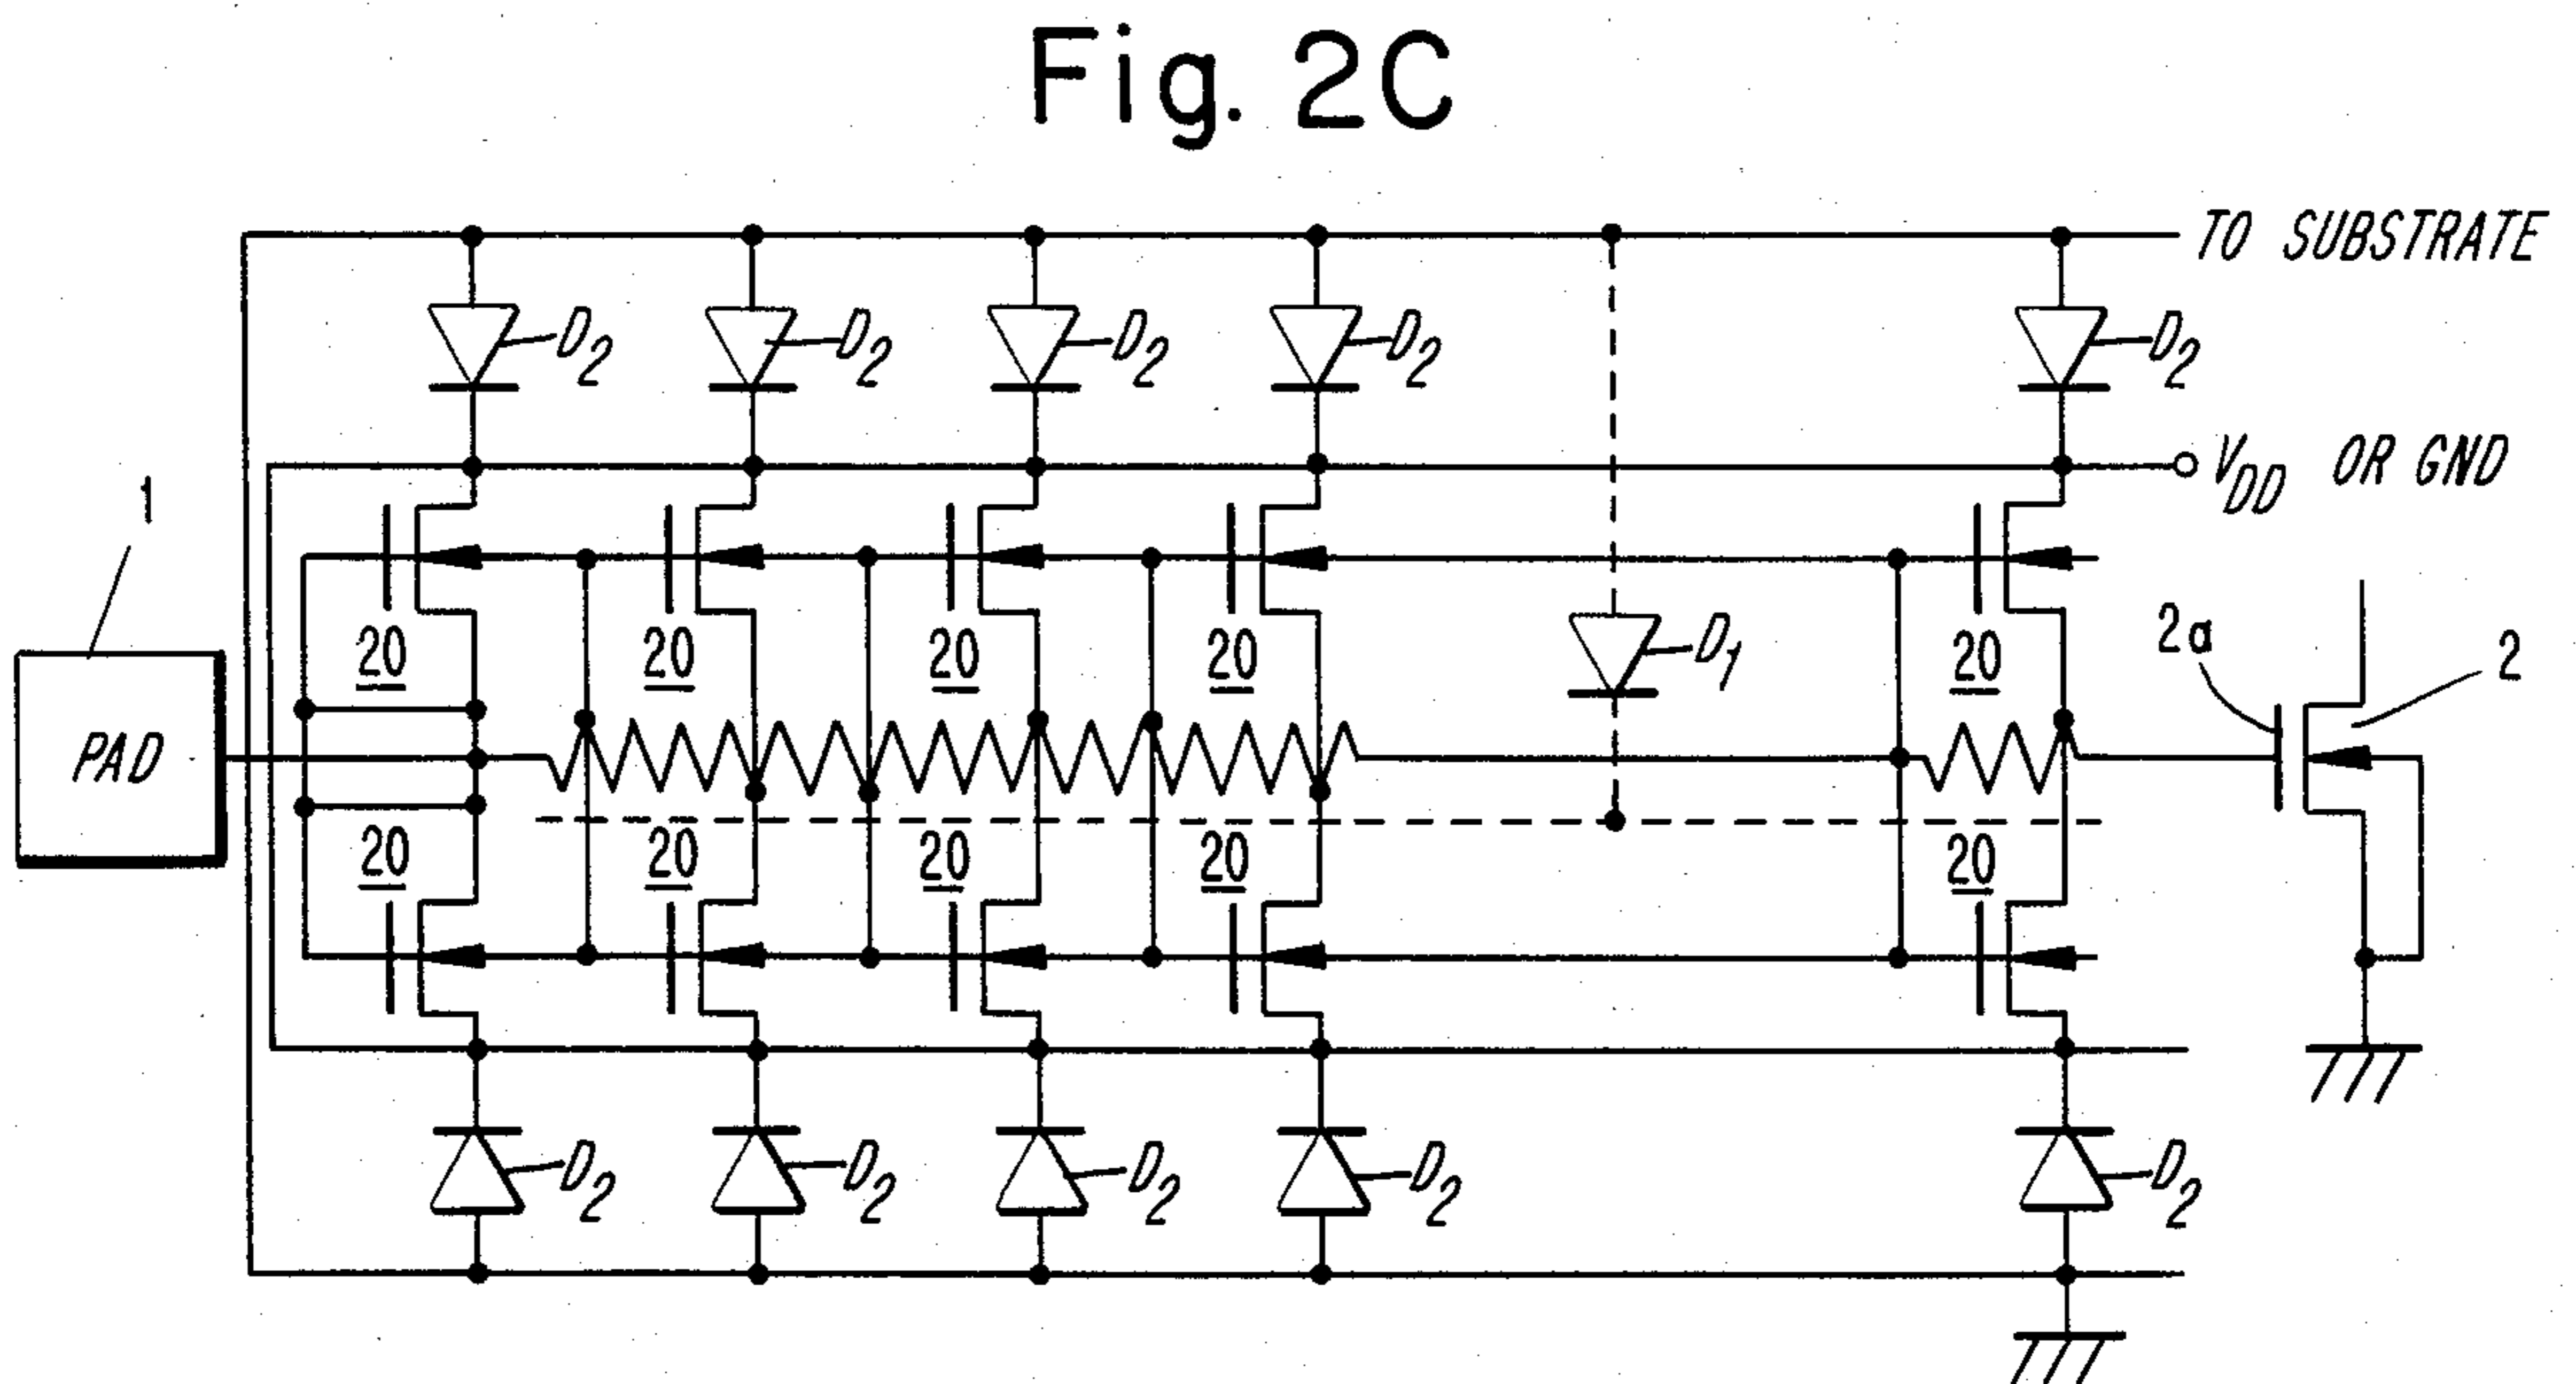 Fig. 2C
TO SUBSTRATE
D2 D2 D2 D2 D2
VDD OR GND
1
20 20 20 20 D1 20 2a 2
PAD
20 20 20 20 20
D2 D2 D2 D2 D2